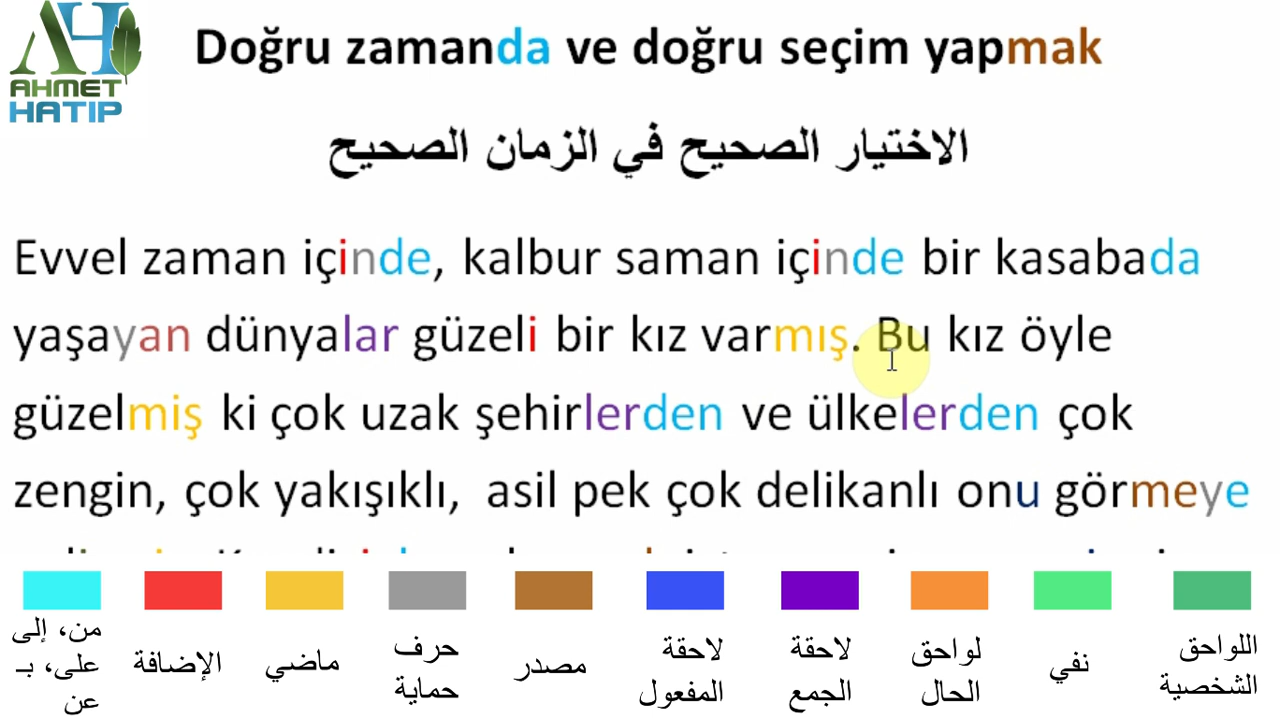 AHMET
HATIP
Doğru zamanda ve doğru seçim yapmak
الاختيار الصحيح في الزمان الصحيح
Evvel zaman içinde, kalbur saman içinde bir kasabada
yaşayan dünyalar güzeli bir kız varmış. Bu kız öyle
güzelmiş ki çok uzak şehirlerden ve ülkelerden çok
zengin, çok yakışıklı, asil pek çok delikanlı onu görmeye
من، إلى
على، بـ
عن
الإضافة
ماضي
حرف
حماية
مصدر
لاحقة
المفعول
لاحقة
الجمع
لواحق
الحال
نفي
اللواحق
الشخصية